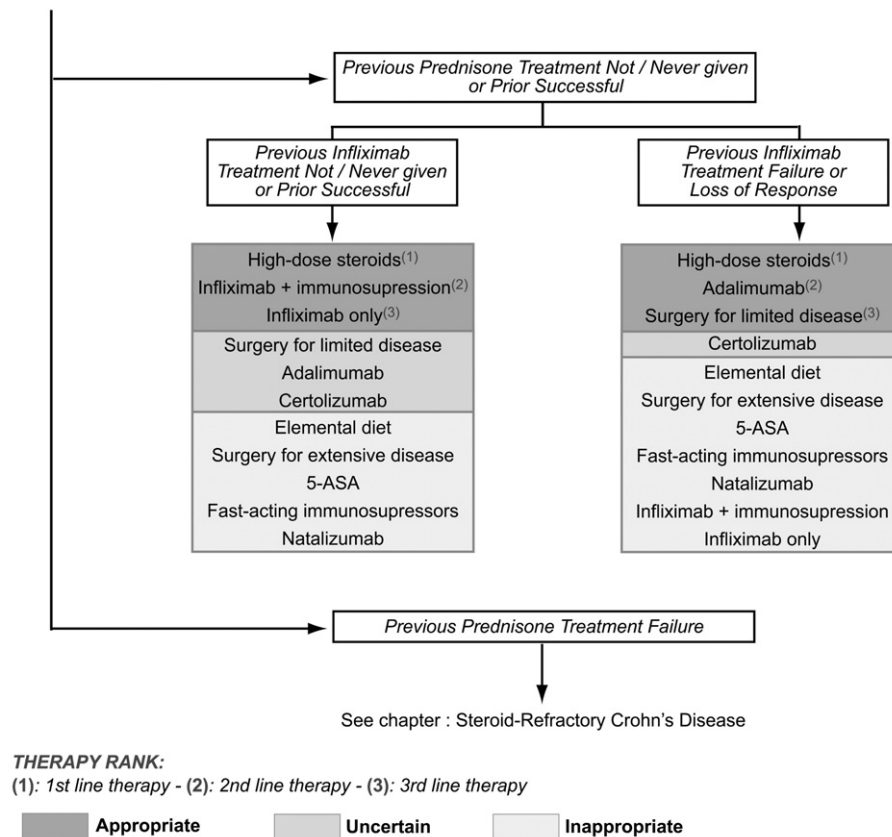 Previous Prednisone Treatment Not / Never given
or Prior Successful
Previous Infliximab
Treatment Not / Never given
or Prior Successful
Previous Infliximab
Treatment Failure or
Loss of Response
High-dose steroids(1)
Infliximab + immunosupression(2)
Infliximab only(3)
Surgery for limited disease
Adalimumab
Certolizumab
Elemental diet
Surgery for extensive disease
5-ASA
Fast-acting immunosupressors
Natalizumab
High-dose steroids(1)
Adalimumab(2)
Surgery for limited disease(3)
Certolizumab
Elemental diet
Surgery for extensive disease
5-ASA
Fast-acting immunosupressors
Natalizumab
Infliximab + immunosupression
Infliximab only
Previous Prednisone Treatment Failure
See chapter : Steroid-Refractory Crohn's Disease
THERAPY RANK:
(1): 1st line therapy - (2): 2nd line therapy - (3): 3rd line therapy
Appropriate Uncertain Inappropriate